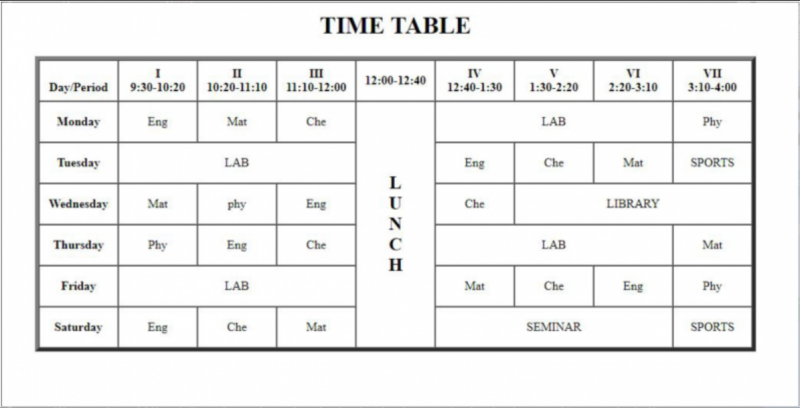 TIME TABLE
Day/Period I 9:30-10:20 II 10:20-11:10 III 11:10-12:00 12:00-12:40 IV 12:40-1:30 V 1:30-2:20 VI 2:20-3:10 VII 3:10-4:00
Monday Eng Mat Che LUNCH LAB Phy
Tuesday LAB Eng Che Mat SPORTS
Wednesday Mat phy Eng Che LIBRARY
Thursday Phy Eng Che LAB Mat
Friday LAB Mat Che Eng Phy
Saturday Eng Che Mat SEMINAR SPORTS